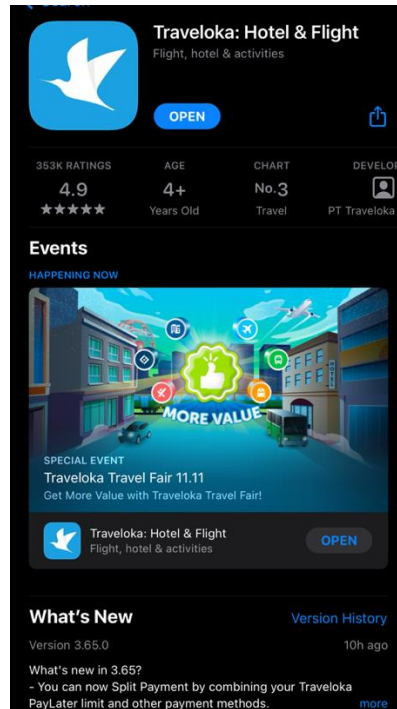 Traveloka: Hotel & Flight
Flight, hotel & activities
OPEN
353K RATINGS
4.9
★★★★★
AGE
4+
Years Old
CHART
No.3
Travel
DEVELO
PT Traveloka
Events
HAPPENING NOW
HOTEL
MORE VALUE
SPECIAL EVENT
Traveloka Travel Fair 11.11
Get More Value with Traveloka Travel Fair!
Traveloka: Hotel & Flight
Flight, hotel & activities
OPEN
What's New
Version History
Version 3.65.0
10h ago
What's new in 3.65?
- You can now Split Payment by combining your Traveloka
PayLater limit and other payment methods.
more